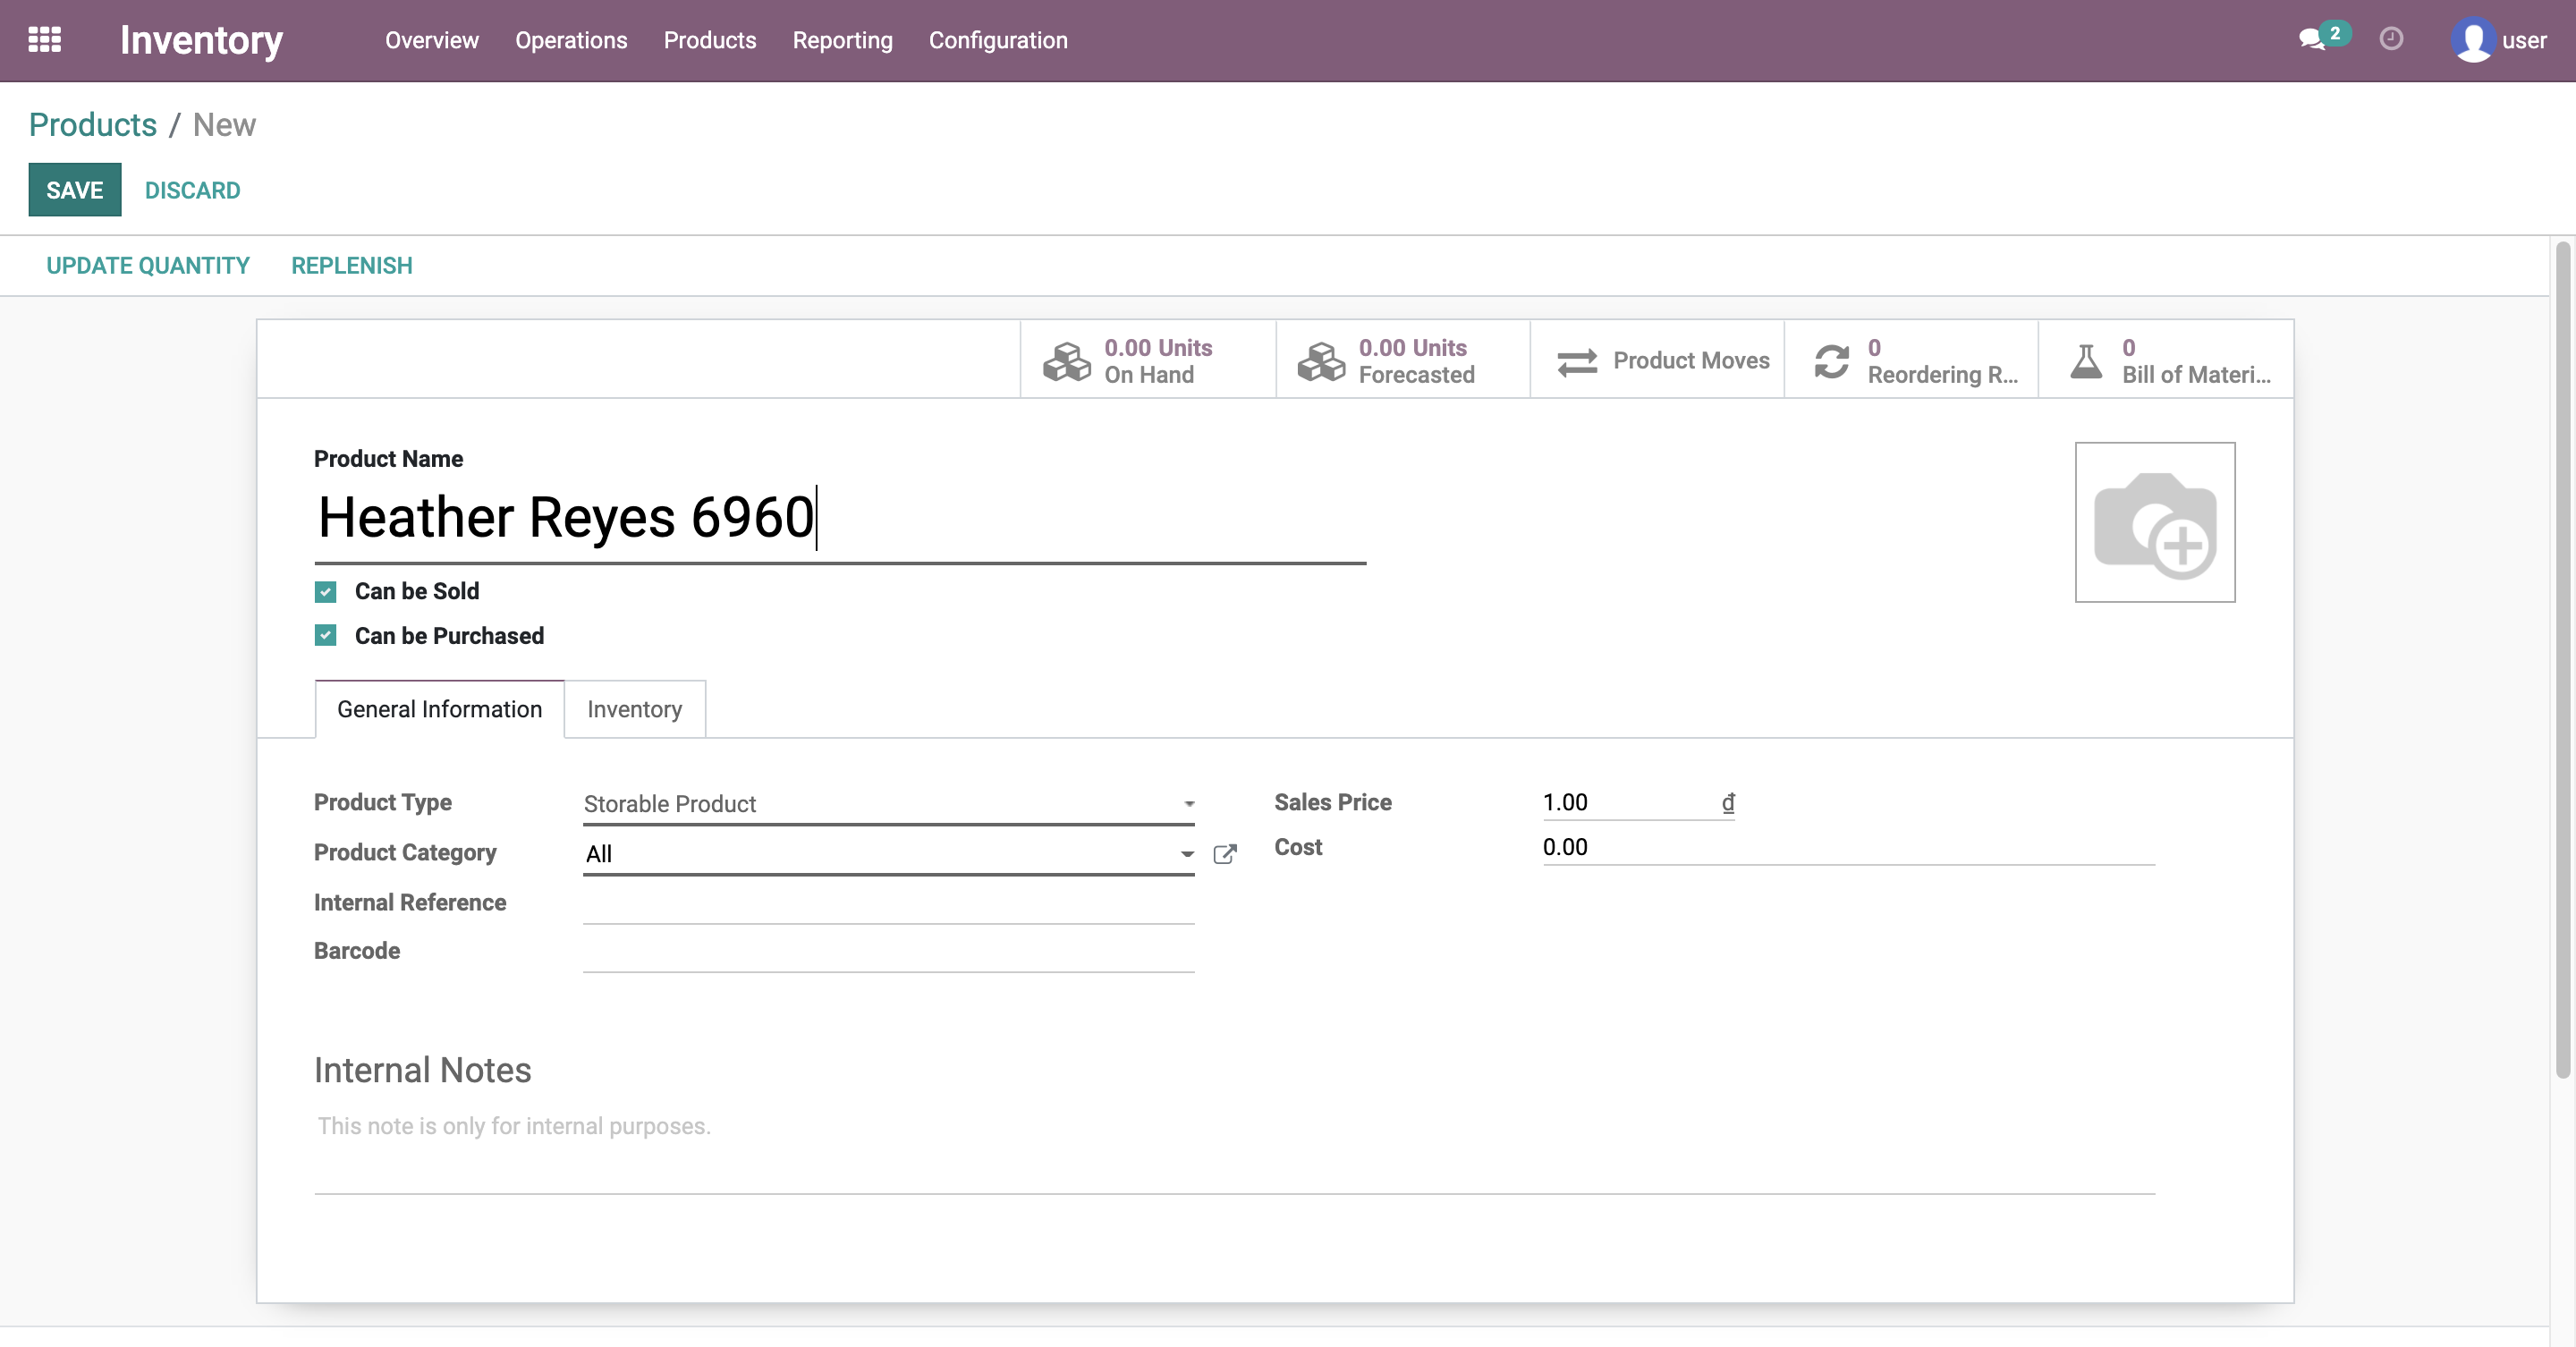 Inventory
Overview Operations Products Reporting Configuration
2
user
Products / New
SAVE DISCARD
UPDATE QUANTITY REPLENISH
0.00 Units
On Hand
0.00 Units
Forecasted
Product Moves
0
Reordering R...
0
Bill of Materi...
Product Name
Heather Reyes 6960
Can be Sold
Can be Purchased
General Information Inventory
Product Type Storable Product
Product Category All
Internal Reference
Barcode
Sales Price 1.00 ₫
Cost 0.00
Internal Notes
This note is only for internal purposes.